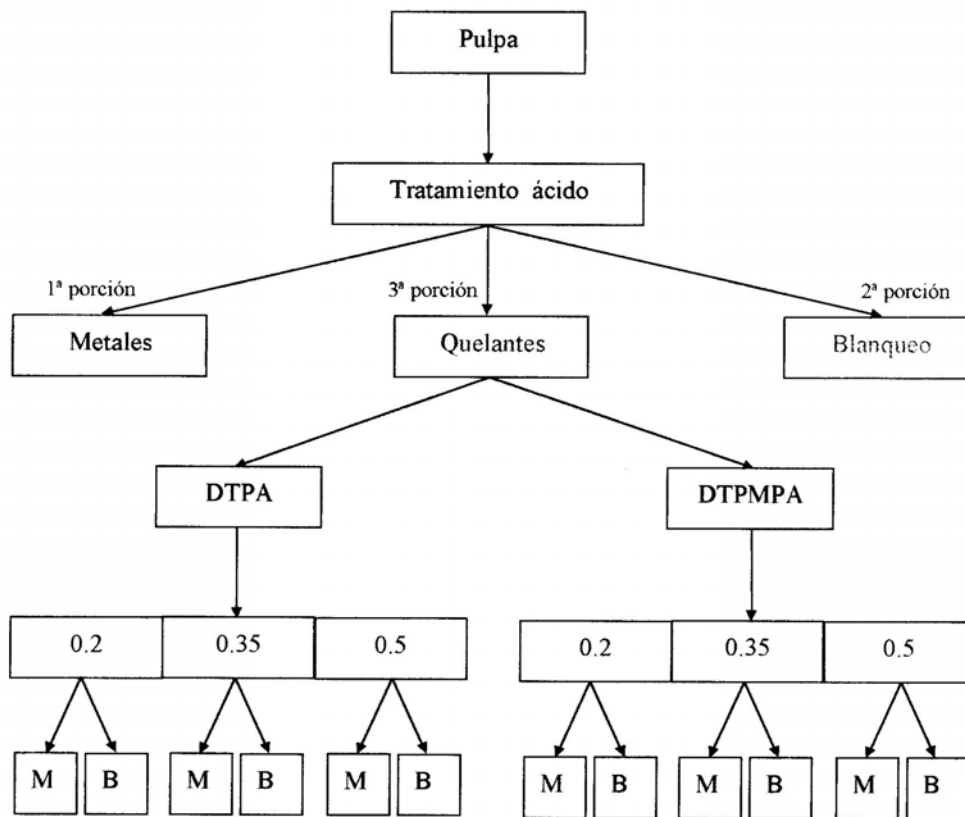 Pulpa
Tratamiento ácido
1ª porción
3ª porción
2ª porción
Metales
Quelantes
Blanqueo
DTPA
DTPMPA
0.2
0.35
0.5
0.2
0.35
0.5
M
B
M
B
M
B
M
B
M
B
M
B